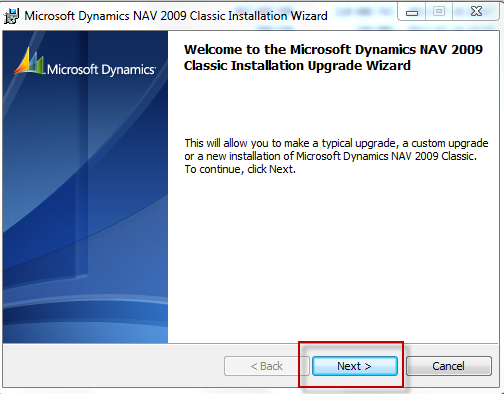 Microsoft Dynamics NAV 2009 Classic Installation Wizard
Welcome to the Microsoft Dynamics NAV 2009
Classic Installation Upgrade Wizard
Microsoft Dynamics
This will allow you to make a typical upgrade, a custom upgrade
or a new installation of Microsoft Dynamics NAV 2009 Classic.
To continue, click Next.
< Back
Next >
Cancel